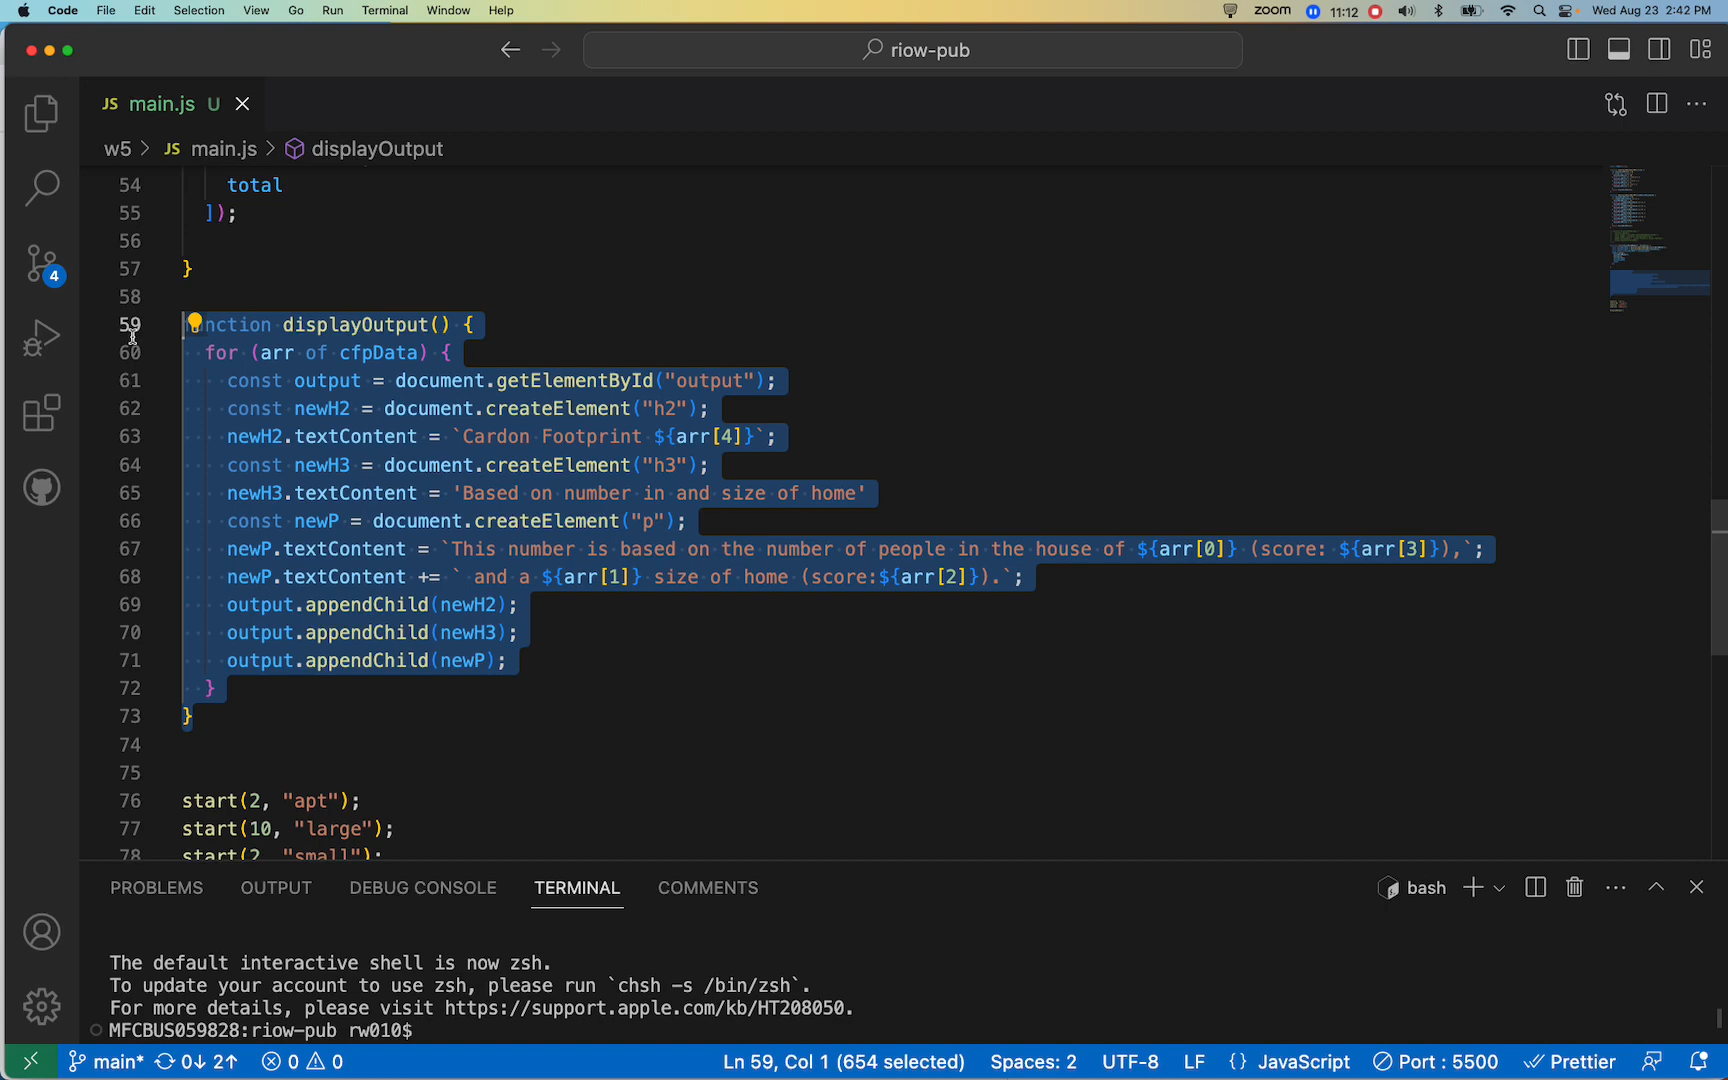 Code File Edit Selection View Go Run Terminal Window Help zoom 11:12 Wed Aug 23 2:42 PM
riow-pub
JS main.js U
w5 > JS main.js > displayOutput
54 total
55 ]);
56
57 }
58
59 nction displayOutput() {
60 for (arr of cfpData) {
61 const output = document.getElementById("output");
62 const newH2 = document.createElement("h2");
63 newH2.textContent = `Cardon Footprint ${arr[4]}`;
64 const newH3 = document.createElement("h3");
65 newH3.textContent = 'Based on number in and size of home'
66 const newP = document.createElement("p");
67 newP.textContent = `This number is based on the number of people in the house of ${arr[0]} (score: ${arr[3]}),`;
68 newP.textContent += ` and a ${arr[1]} size of home (score:${arr[2]}).`;
69 output.appendChild(newH2);
70 output.appendChild(newH3);
71 output.appendChild(newP);
72 }
73 }
74
75
76 start(2, "apt");
77 start(10, "large");
78 start(2, "small");
PROBLEMS OUTPUT DEBUG CONSOLE TERMINAL COMMENTS bash
The default interactive shell is now zsh.
To update your account to use zsh, please run `chsh -s /bin/zsh`.
For more details, please visit https://support.apple.com/kb/HT208050.
MFCBUS059828:riow-pub rw010$
4
main* 0↓ 2↑ 0 0 Ln 59, Col 1 (654 selected) Spaces: 2 UTF-8 LF {} JavaScript Port : 5500 Prettier